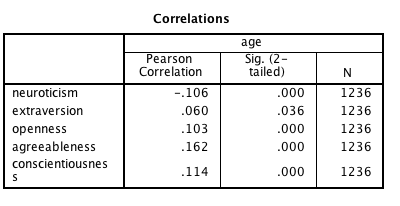 Correlations
age
Pearson Correlation Sig. (2-tailed) N
neuroticism -.106 .000 1236
extraversion .060 .036 1236
openness .103 .000 1236
agreeableness .162 .000 1236
conscientiousness .114 .000 1236